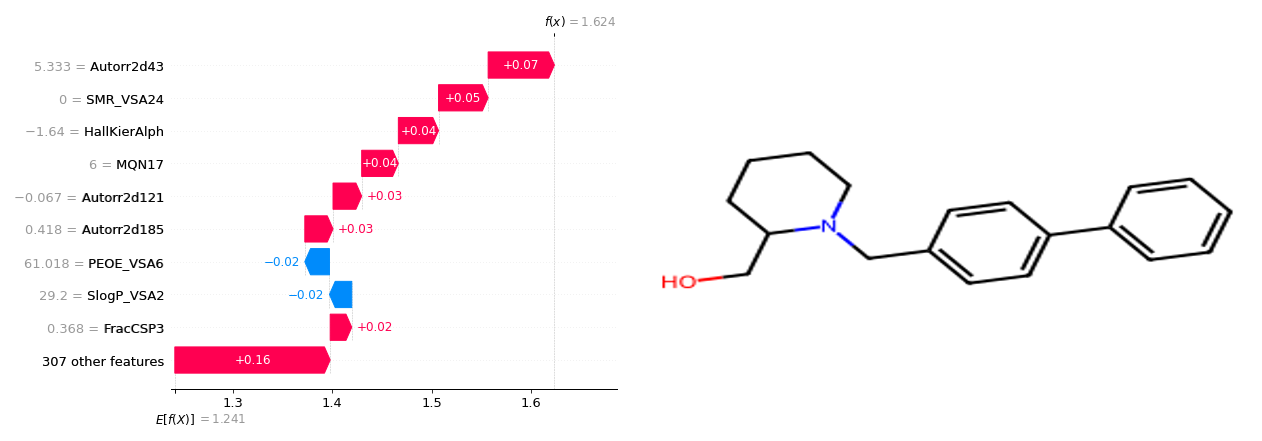 f(x) = 1.624
5.333 = Autorr2d43 +0.07
0 = SMR_VSA24 +0.05
−1.64 = HallKierAlph +0.04
6 = MQN17 +0.04
−0.067 = Autorr2d121 +0.03
0.418 = Autorr2d185 +0.03
61.018 = PEOE_VSA6 −0.02
29.2 = SlogP_VSA2 −0.02
0.368 = FracCSP3 +0.02
307 other features +0.16
1.3 1.4 1.5 1.6
E[f(X)] = 1.241
N
HO